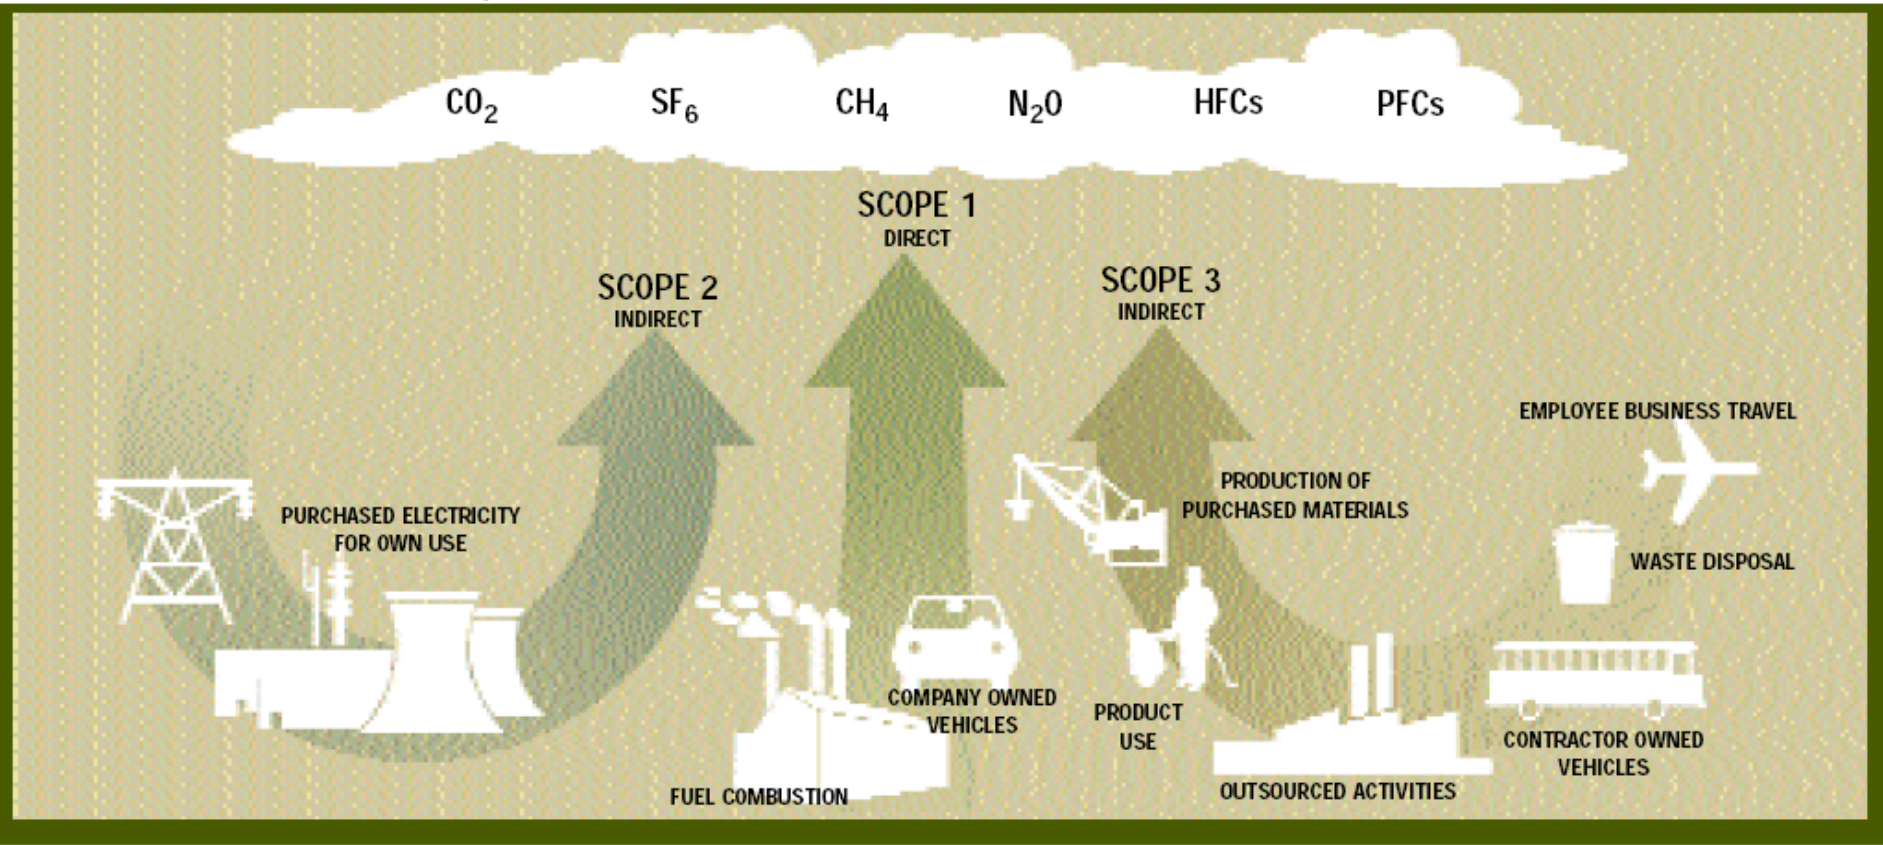 CO₂ SF₆ CH₄ N₂O HFCs PFCs
SCOPE 1
DIRECT
SCOPE 2
INDIRECT
SCOPE 3
INDIRECT
EMPLOYEE BUSINESS TRAVEL
PURCHASED ELECTRICITY
FOR OWN USE
PRODUCTION OF
PURCHASED MATERIALS
WASTE DISPOSAL
COMPANY OWNED
VEHICLES
PRODUCT
USE
CONTRACTOR OWNED
VEHICLES
FUEL COMBUSTION
OUTSOURCED ACTIVITIES